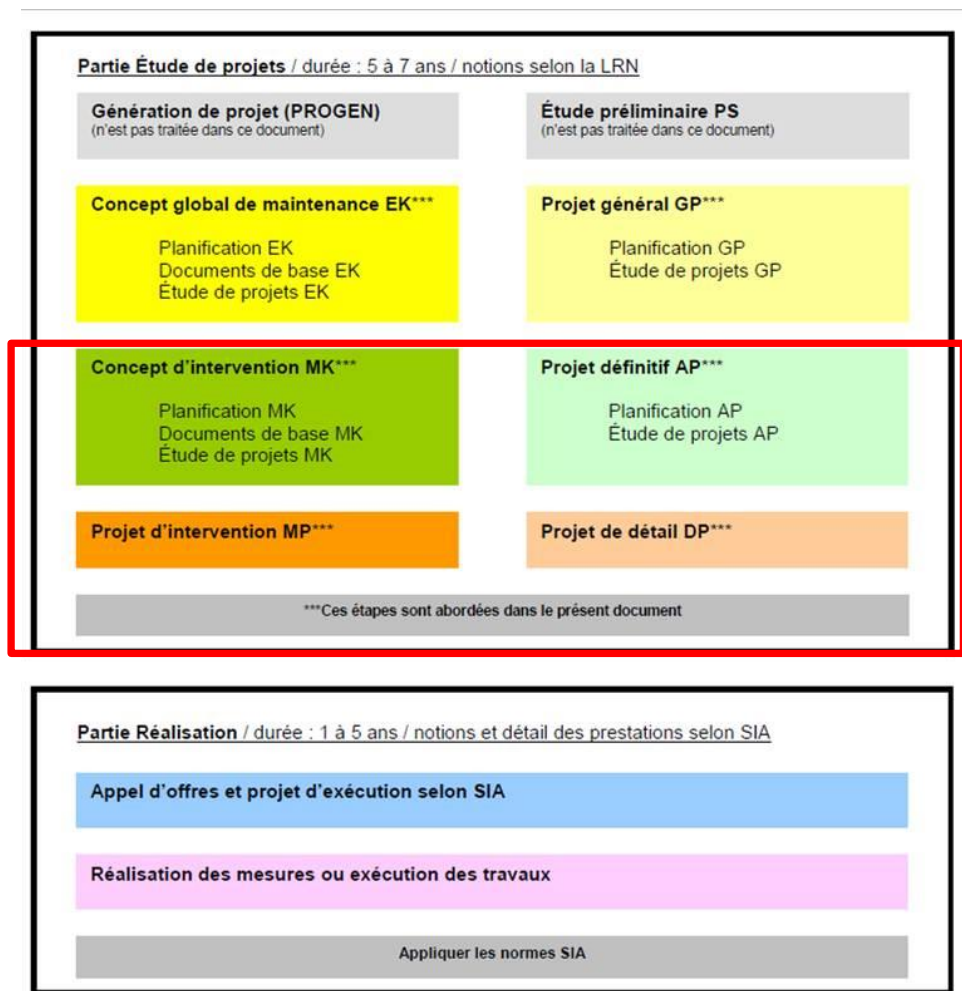 Partie Étude de projets / durée : 5 à 7 ans / notions selon la LRN
Génération de projet (PROGEN)
(n'est pas traitée dans ce document)
Étude préliminaire PS
(n'est pas traitée dans ce document)
Concept global de maintenance EK***
Planification EK
Documents de base EK
Étude de projets EK
Projet général GP***
Planification GP
Étude de projets GP
Concept d'intervention MK***
Planification MK
Documents de base MK
Étude de projets MK
Projet définitif AP***
Planification AP
Étude de projets AP
Projet d'intervention MP***
Projet de détail DP***
***Ces étapes sont abordées dans le présent document
Partie Réalisation / durée : 1 à 5 ans / notions et détail des prestations selon SIA
Appel d'offres et projet d'exécution selon SIA
Réalisation des mesures ou exécution des travaux
Appliquer les normes SIA